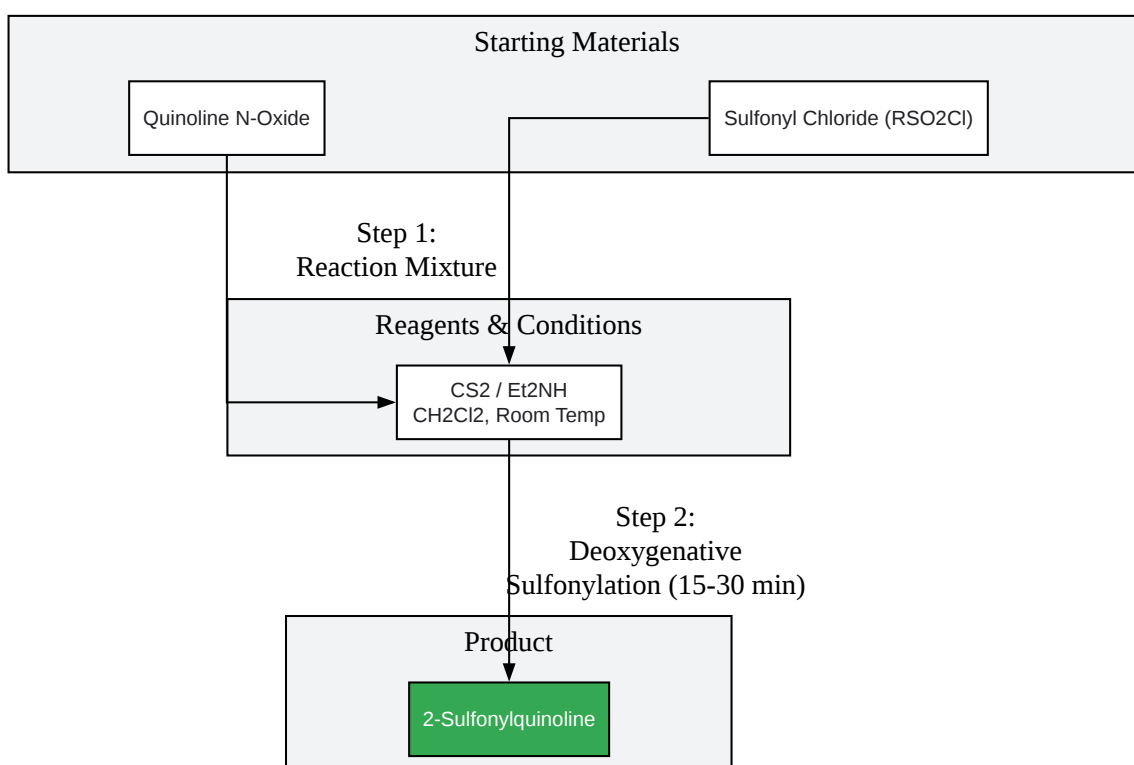 Starting Materials
Quinoline N-Oxide
Sulfonyl Chloride (RSO2Cl)
Step 1:
Reaction Mixture
Reagents & Conditions
CS2 / Et2NH
CH2Cl2, Room Temp
Step 2:
Deoxygenative
Sulfonylation (15-30 min)
Product
2-Sulfonylquinoline